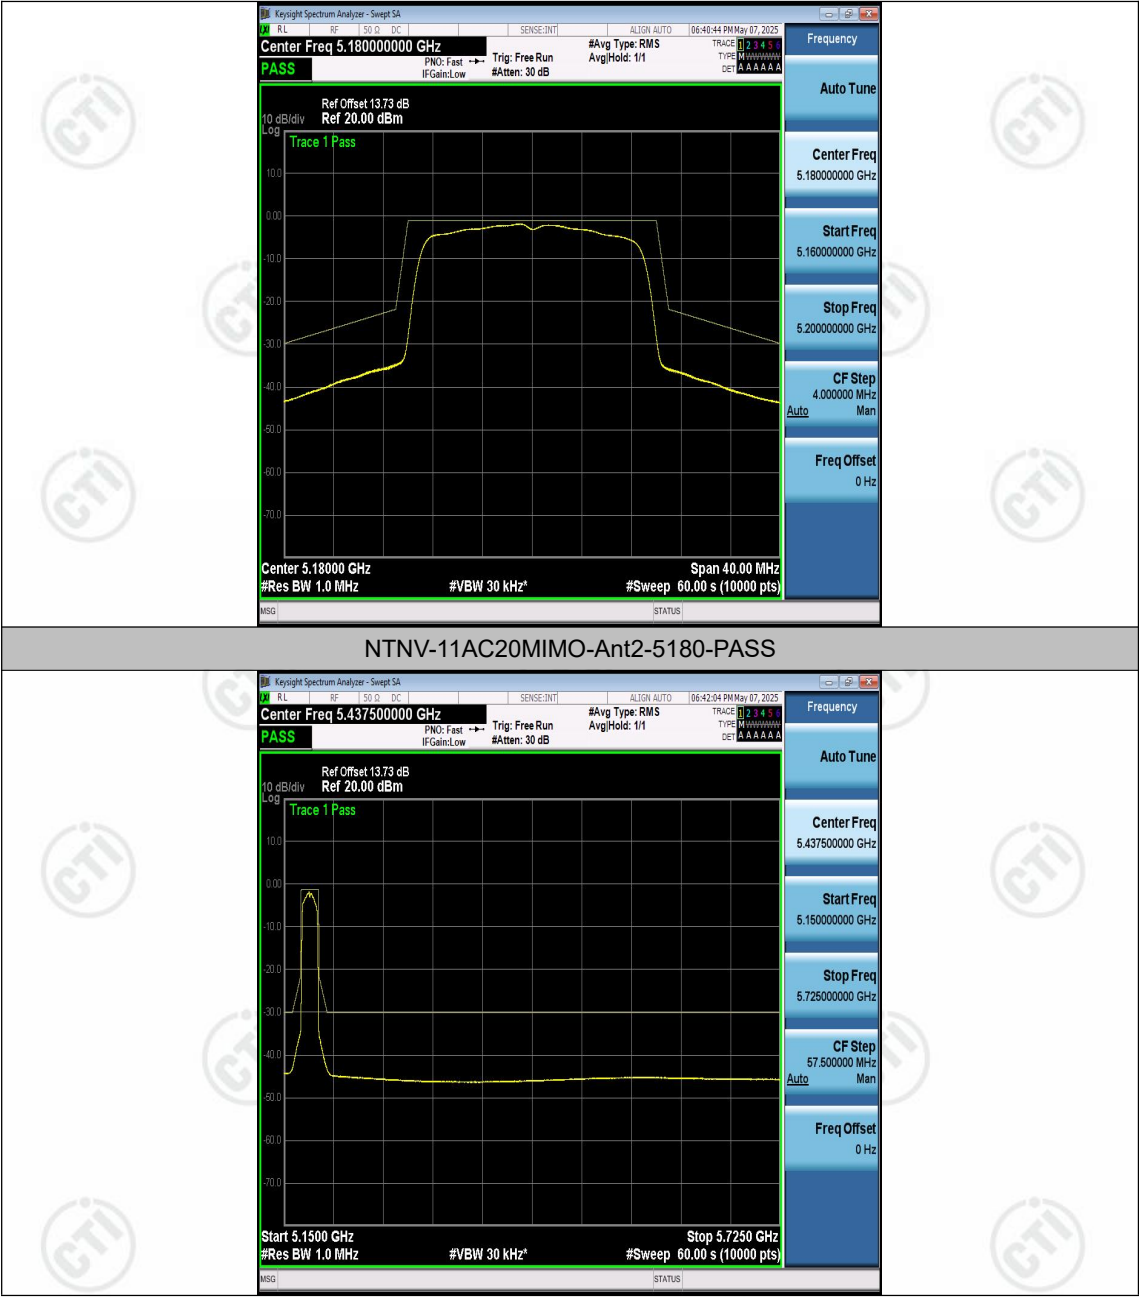 Keysight Spectrum Analyzer - Swept SA
RL RF 50 Ω DC SENSE:INT ALIGN AUTO 06:40:44 PM May 07, 2025
Center Freq 5.180000000 GHz
PASS
PNO: Fast
IFGain:Low
Trig: Free Run
#Atten: 30 dB
#Avg Type: RMS
Avg|Hold: 1/1
TRACE 1 2 3 4 5 6
TYPE M
DET A A A A A A
Frequency
Auto Tune
Center Freq
5.180000000 GHz
Start Freq
5.160000000 GHz
Stop Freq
5.200000000 GHz
CF Step
4.000000 MHz
Auto Man
Freq Offset
0 Hz
Ref Offset 13.73 dB
10 dB/div Ref 20.00 dBm
Log
Trace 1 Pass
10.0
0.00
-10.0
-20.0
-30.0
-40.0
-50.0
-60.0
-70.0
Center 5.18000 GHz Span 40.00 MHz
#Res BW 1.0 MHz #VBW 30 kHz* #Sweep 60.00 s (10000 pts)
MSG STATUS
NTNV-11AC20MIMO-Ant2-5180-PASS
Keysight Spectrum Analyzer - Swept SA
RL RF 50 Ω DC SENSE:INT ALIGN AUTO 06:42:04 PM May 07, 2025
Center Freq 5.437500000 GHz
PASS
PNO: Fast
IFGain:Low
Trig: Free Run
#Atten: 30 dB
#Avg Type: RMS
Avg|Hold: 1/1
TRACE 1 2 3 4 5 6
TYPE M
DET A A A A A A
Frequency
Auto Tune
Center Freq
5.437500000 GHz
Start Freq
5.150000000 GHz
Stop Freq
5.725000000 GHz
CF Step
57.500000 MHz
Auto Man
Freq Offset
0 Hz
Ref Offset 13.73 dB
10 dB/div Ref 20.00 dBm
Log
Trace 1 Pass
10.0
0.00
-10.0
-20.0
-30.0
-40.0
-50.0
-60.0
-70.0
Start 5.1500 GHz Stop 5.7250 GHz
#Res BW 1.0 MHz #VBW 30 kHz* #Sweep 60.00 s (10000 pts)
MSG STATUS
CTI
CTI
CTI
CTI
CTI
CTI
CTI
CTI
CTI
CTI